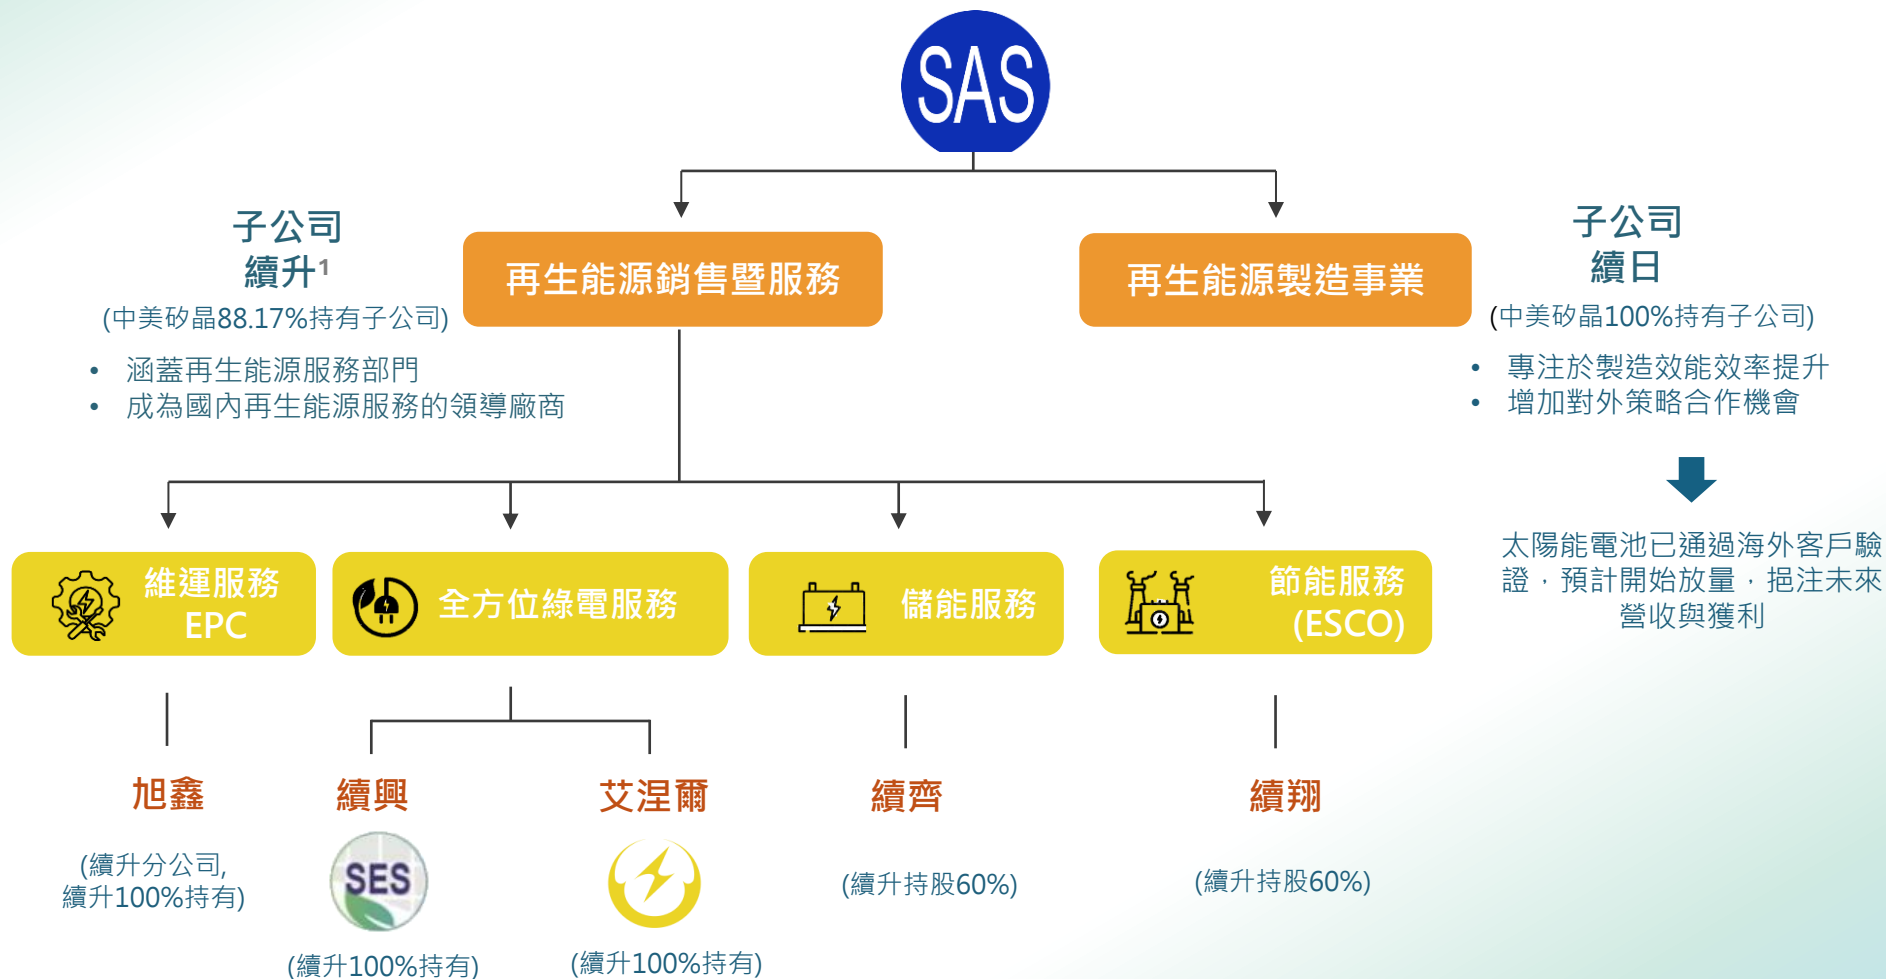 SAS
子公司
續升¹
(中美矽晶88.17%持有子公司)
• 涵蓋再生能源服務部門
• 成為國內再生能源服務的領導廠商
再生能源銷售暨服務
再生能源製造事業
子公司
續日
(中美矽晶100%持有子公司)
• 專注於製造效能效率提升
• 增加對外策略合作機會
太陽能電池已通過海外客戶驗
證，預計開始放量，挹注未來
營收與獲利
維運服務
EPC
全方位綠電服務
儲能服務
節能服務
(ESCO)
旭鑫
(續升分公司,
續升100%持有)
續興
SES
(續升100%持有)
艾涅爾
(續升100%持有)
續齊
(續升持股60%)
續翔
(續升持股60%)